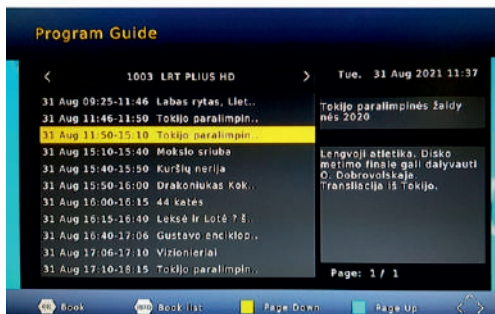 Program Guide
1003 LRT PLIUS HD
Tue. 31 Aug 2021 11:37
31 Aug 09:25-11:46 Labas rytas, Liet..
31 Aug 11:46-11:50 Tokijo paralimpin..
31 Aug 11:50-15:10 Tokijo paralimpin..
31 Aug 15:10-15:40 Mokslo sriuba
31 Aug 15:40-15:50 Kuršių nerija
31 Aug 15:50-16:00 Drakoniukas Kok..
31 Aug 16:00-16:15 44 katės
31 Aug 16:15-16:40 Leksė ir Lotė ? š..
31 Aug 16:40-17:06 Gustavo enciklop..
31 Aug 17:06-17:10 Vizionieriai
31 Aug 17:10-18:15 Tokijo paralimpin..
Tokijo paralimpinės žaidy
nės 2020
Lengvoji atletika. Disko
metimo finale gali dalyvauti
O. Dobrovolskaja.
Transliacija iš Tokijo.
Page: 1 / 1
OK Book
Book-list
Page Down
Page Up